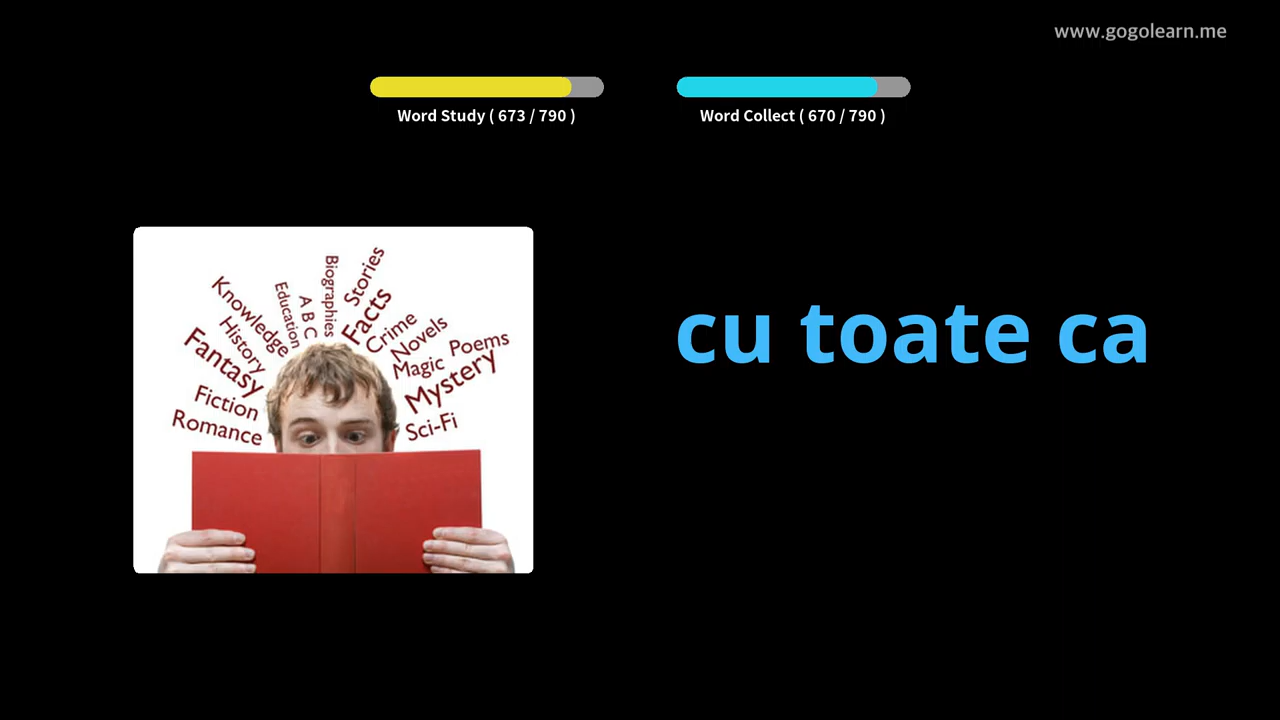 www.gogolearn.me
Word Study ( 673 / 790 )
Word Collect ( 670 / 790 )
cu toate ca
Stories
Biographies
Facts
A B C
Education
Knowledge
Crime
History
Novels
Fantasy
Magic
Poems
Mystery
Fiction
Romance
Sci-Fi